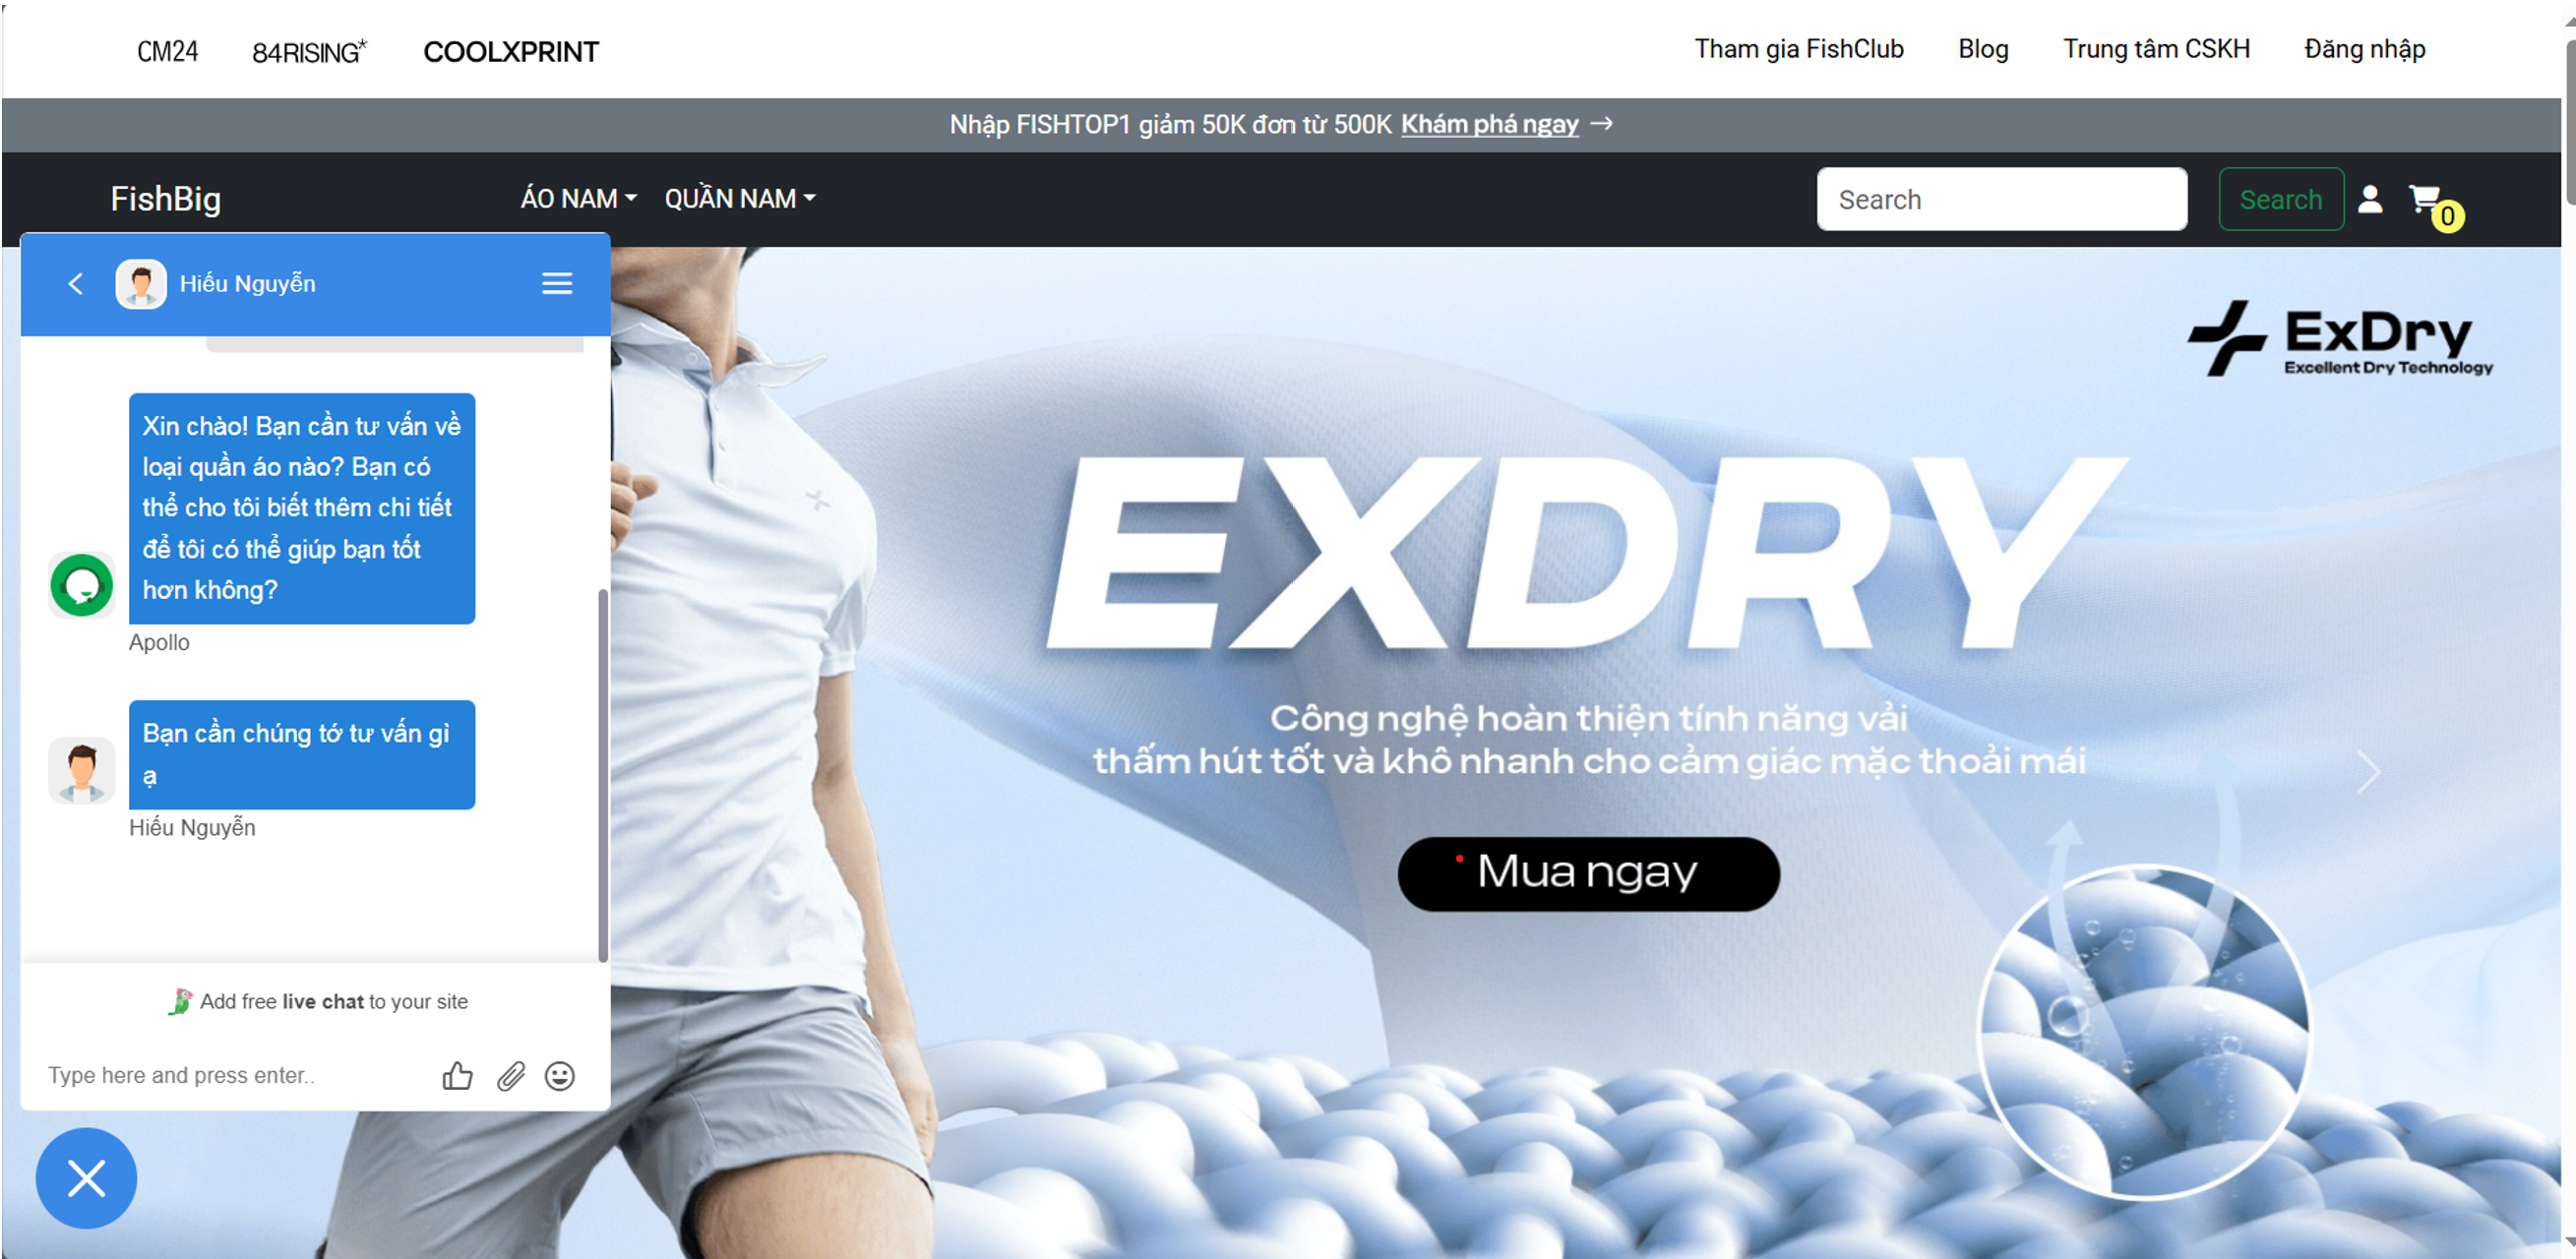 CM24 84RISING* COOLXPRINT Tham gia FishClub Blog Trung tâm CSKH Đăng nhập
Nhập FISHTOP1 giảm 50K đơn từ 500K Khám phá ngay →
FishBig ÁO NAM QUẦN NAM Search Search 0
Hiếu Nguyễn
Xin chào! Bạn cần tư vấn về
loại quần áo nào? Bạn có
thể cho tôi biết thêm chi tiết
để tôi có thể giúp bạn tốt
hơn không?
Apollo
Bạn cần chúng tớ tư vấn gì
ạ
Hiếu Nguyễn
Add free live chat to your site
Type here and press enter..
ExDry
Excellent Dry Technology
EXDRY
Công nghệ hoàn thiện tính năng vải
thấm hút tốt và khô nhanh cho cảm giác mặc thoải mái
Mua ngay